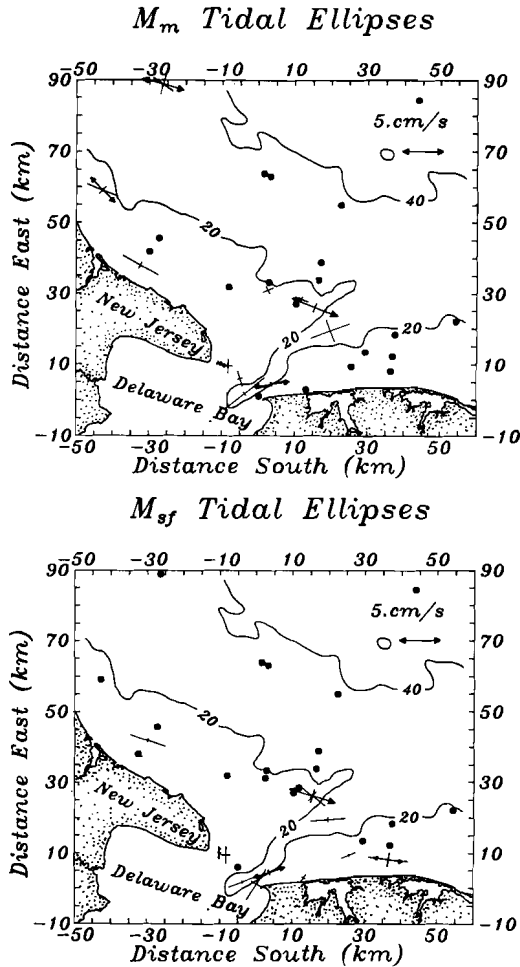 Mm Tidal Ellipses
-50 -30 -10 10 30 50
90 90
5.cm/s
70 70
40
50 50
20
30 30
20 20
New Jersey
10 10
Delaware Bay
-10 -10
-50 -30 -10 10 30 50
Distance East (km)
Distance South (km)
Msf Tidal Ellipses
-50 -30 -10 10 30 50
90 90
5.cm/s
70 70
40
50 50
20
30 30
20 20
New Jersey
10 10
Delaware Bay
-10 -10
-50 -30 -10 10 30 50
Distance East (km)
Distance South (km)